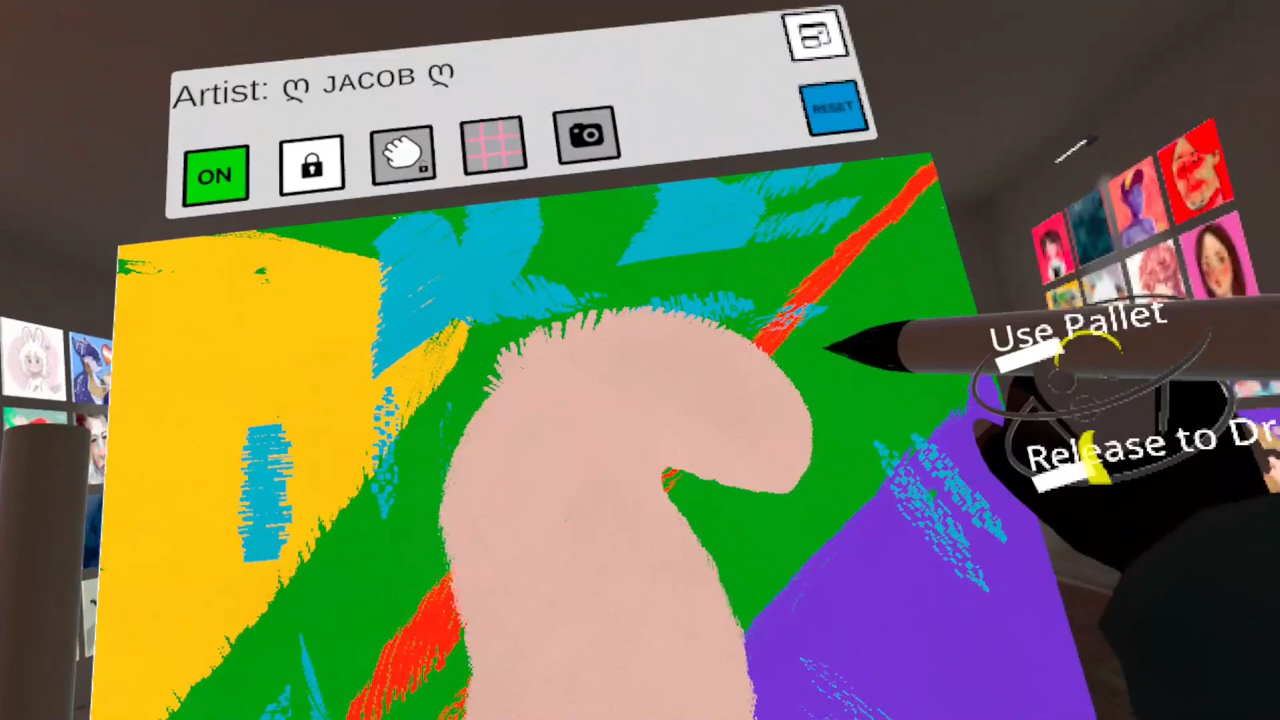 Artist: ღ JACOB ღ
RESET
ON
Use Pallet
Release to Dr